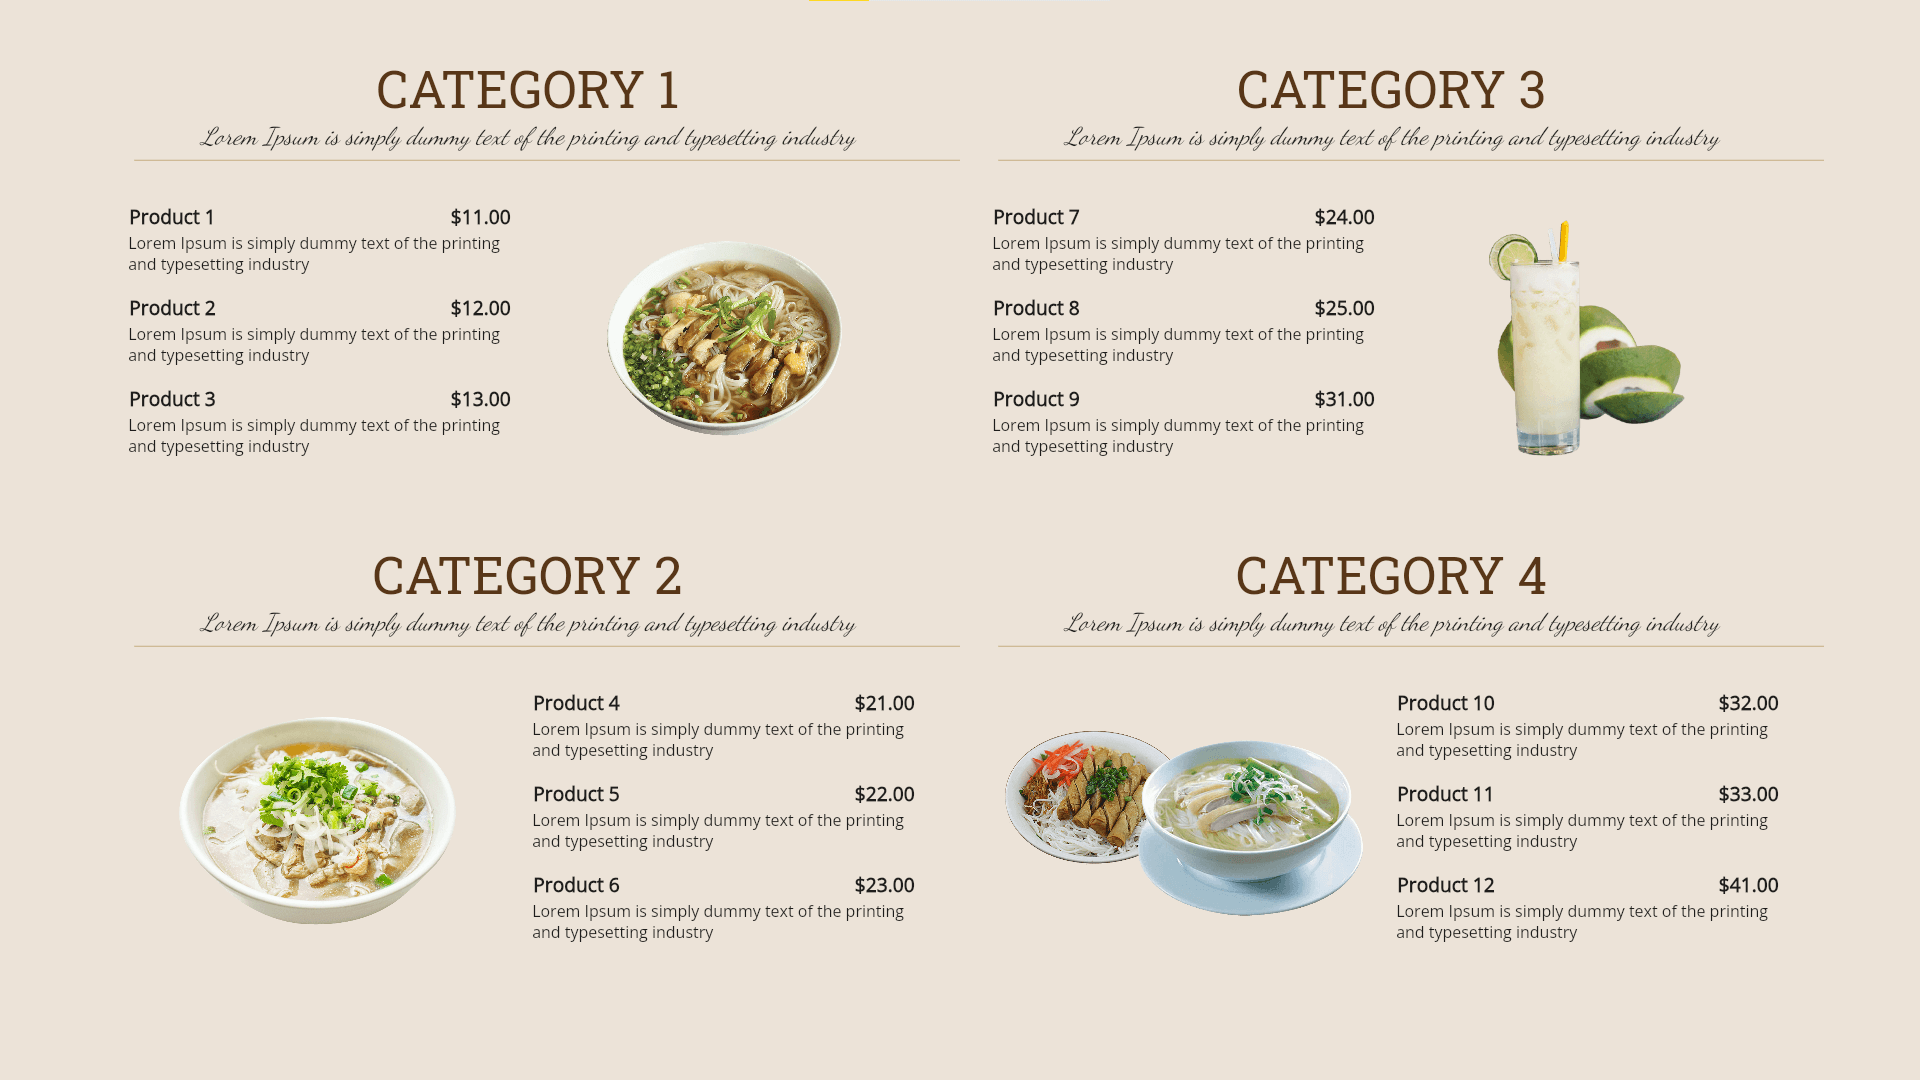 CATEGORY 1
Lorem Ipsum is simply dummy text of the printing and typesetting industry
Product 1 $11.00
Lorem Ipsum is simply dummy text of the printing
and typesetting industry
Product 2 $12.00
Lorem Ipsum is simply dummy text of the printing
and typesetting industry
Product 3 $13.00
Lorem Ipsum is simply dummy text of the printing
and typesetting industry
CATEGORY 2
Lorem Ipsum is simply dummy text of the printing and typesetting industry
Product 4 $21.00
Lorem Ipsum is simply dummy text of the printing
and typesetting industry
Product 5 $22.00
Lorem Ipsum is simply dummy text of the printing
and typesetting industry
Product 6 $23.00
Lorem Ipsum is simply dummy text of the printing
and typesetting industry
CATEGORY 3
Lorem Ipsum is simply dummy text of the printing and typesetting industry
Product 7 $24.00
Lorem Ipsum is simply dummy text of the printing
and typesetting industry
Product 8 $25.00
Lorem Ipsum is simply dummy text of the printing
and typesetting industry
Product 9 $31.00
Lorem Ipsum is simply dummy text of the printing
and typesetting industry
CATEGORY 4
Lorem Ipsum is simply dummy text of the printing and typesetting industry
Product 10 $32.00
Lorem Ipsum is simply dummy text of the printing
and typesetting industry
Product 11 $33.00
Lorem Ipsum is simply dummy text of the printing
and typesetting industry
Product 12 $41.00
Lorem Ipsum is simply dummy text of the printing
and typesetting industry